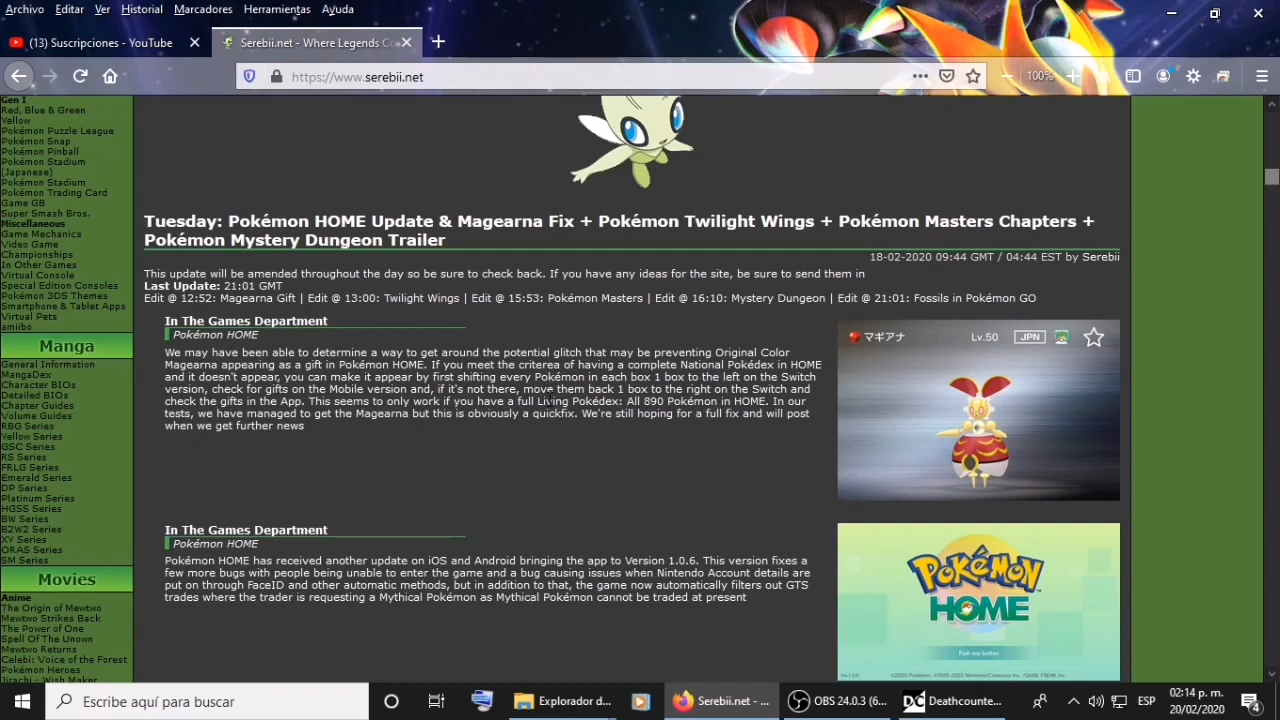 Archivo Editar Ver Historial Marcadores Herramientas Ayuda
(13) Suscripciones - YouTube
Serebii.net - Where Legends Co
https://www.serebii.net
100%
Gen I
Red, Blue & Green
Yellow
Pokémon Puzzle League
Pokémon Snap
Pokémon Pinball
Pokémon Stadium
(Japanese)
Pokémon Stadium
Pokémon Trading Card
Game GB
Super Smash Bros.
Miscellaneous
Game Mechanics
Video Game
Championships
In Other Games
Virtual Console
Special Edition Consoles
Pokémon 3DS Themes
Smartphone & Tablet Apps
Virtual Pets
amiibo
Manga
General Information
MangaDex
Character BIOs
Detailed BIOs
Chapter Guides
Volume Guides
RBG Series
Yellow Series
GSC Series
RS Series
FRLG Series
Emerald Series
DP Series
Platinum Series
HGSS Series
BW Series
B2W2 Series
XY Series
ORAS Series
SM Series
Movies
Anime
The Origin of Mewtwo
Mewtwo Strikes Back
The Power of One
Spell Of The Unown
Mewtwo Returns
Celebi: Voice of the Forest
Pokémon Heroes
Jirachi - Wish Maker
Tuesday: Pokémon HOME Update & Magearna Fix + Pokémon Twilight Wings + Pokémon Masters Chapters +
Pokémon Mystery Dungeon Trailer
18-02-2020 09:44 GMT / 04:44 EST by Serebii
This update will be amended throughout the day so be sure to check back. If you have any ideas for the site, be sure to send them in
Last Update: 21:01 GMT
Edit @ 12:52: Magearna Gift | Edit @ 13:00: Twilight Wings | Edit @ 15:53: Pokémon Masters | Edit @ 16:10: Mystery Dungeon | Edit @ 21:01: Fossils in Pokémon GO
In The Games Department
Pokémon HOME
We may have been able to determine a way to get around the potential glitch that may be preventing Original Color
Magearna appearing as a gift in Pokémon HOME. If you meet the criterea of having a complete National Pokédex in HOME
and it doesn't appear, you can make it appear by first shifting every Pokémon in each box 1 box to the left on the Switch
version, check for gifts on the Mobile version and, if it's not there, move them back 1 box to the right on the Switch and
check the gifts in the App. This seems to only work if you have a full Living Pokédex: All 890 Pokémon in HOME. In our
tests, we have managed to get the Magearna but this is obviously a quickfix. We're still hoping for a full fix and will post
when we get further news
マギアナ Lv.50 JPN
In The Games Department
Pokémon HOME
Pokémon HOME has received another update on iOS and Android bringing the app to Version 1.0.6. This version fixes a
few more bugs with people being unable to enter the game and a bug causing issues when Nintendo Account details are
put on through FaceID and other automatic methods, but in addition to that, the game now automatically filters out GTS
trades where the trader is requesting a Mythical Pokémon as Mythical Pokémon cannot be traded at present
POKéMON
HOME
Push any button
Escribe aquí para buscar
Explorador d...
Serebii.net - ...
OBS 24.0.3 (6...
DC
Deathcounte...
ESP
02:14 p. m.
20/02/2020
4